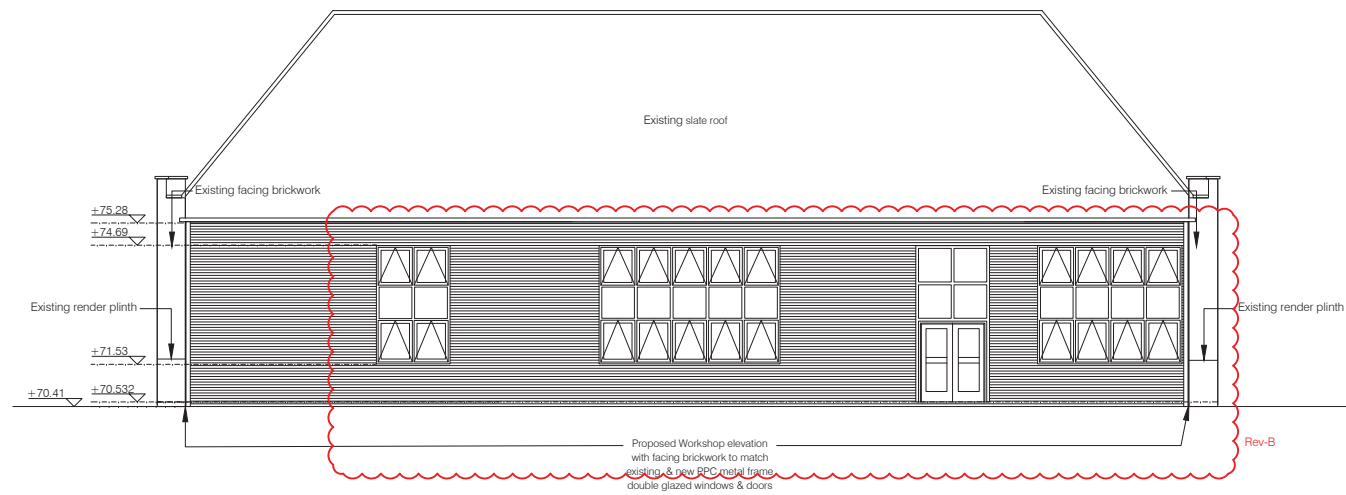 Existing slate roof
Existing facing brickwork
Existing facing brickwork
+75.28
+74.69
Existing render plinth
Existing render plinth
+71.53
+70.532
+70.41
Proposed Workshop elevation
with facing brickwork to match
existing & new PPC metal frame
double glazed windows & doors
Rev-B